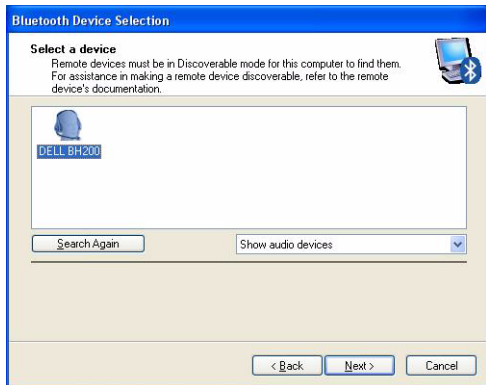 Bluetooth Device Selection
Select a device
Remote devices must be in Discoverable mode for this computer to find them.
For assistance in making a remote device discoverable, refer to the remote
device's documentation.
DELL BH200
Search Again
Show audio devices
< Back
Next >
Cancel